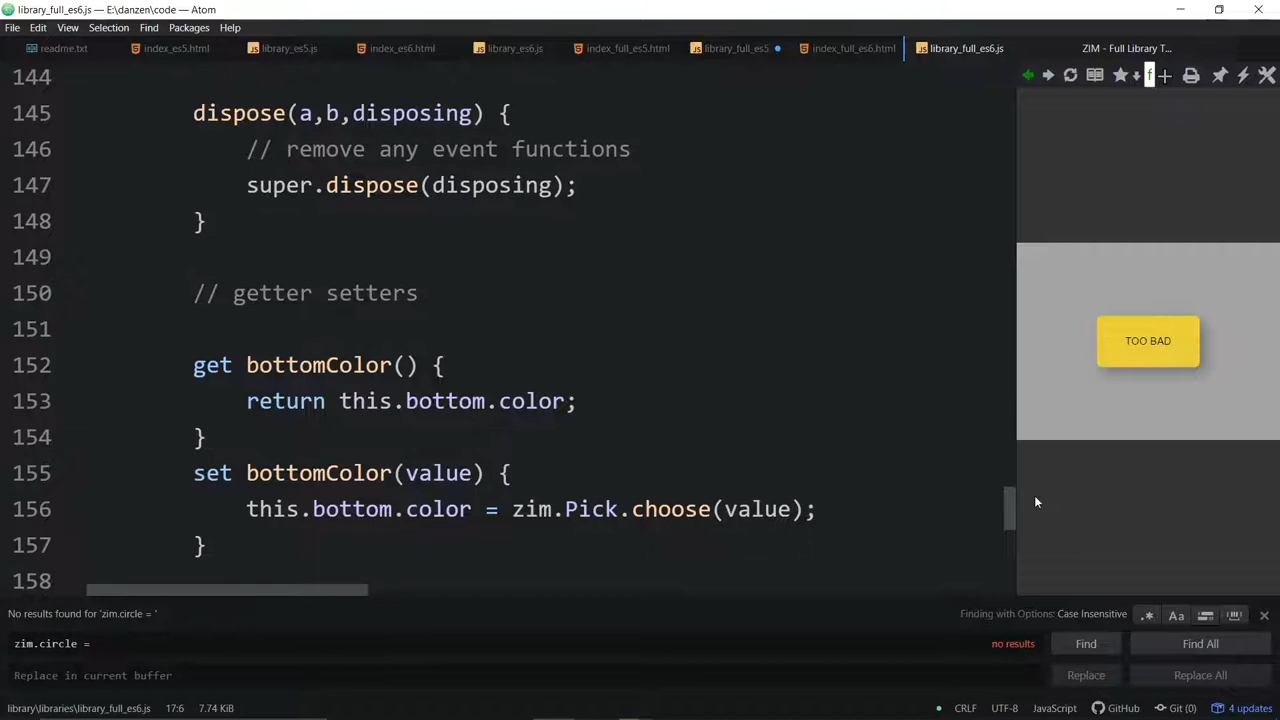 library_full_es6.js — E:\danzen\code — Atom
File Edit View Selection Find Packages Help
readme.txt index_es5.html library_es5.js index_es6.html library_es6.js index_full_es5.html library_full_es5 index_full_es6.html library_full_es6.js ZIM - Full Library T...
144
145 dispose(a,b,disposing) {
146 // remove any event functions
147 super.dispose(disposing);
148 }
149
150 // getter setters
151
152 get bottomColor() {
153 return this.bottom.color;
154 }
155 set bottomColor(value) {
156 this.bottom.color = zim.Pick.choose(value);
157 }
158
f
TOO BAD
No results found for 'zim.circle = '
Finding with Options: Case Insensitive
.* Aa
zim.circle =
no results
Find Find All
Replace in current buffer
Replace Replace All
library\libraries\library_full_es6.js 17:6 7.74 KiB
CRLF UTF-8 JavaScript GitHub Git (0) 4 updates